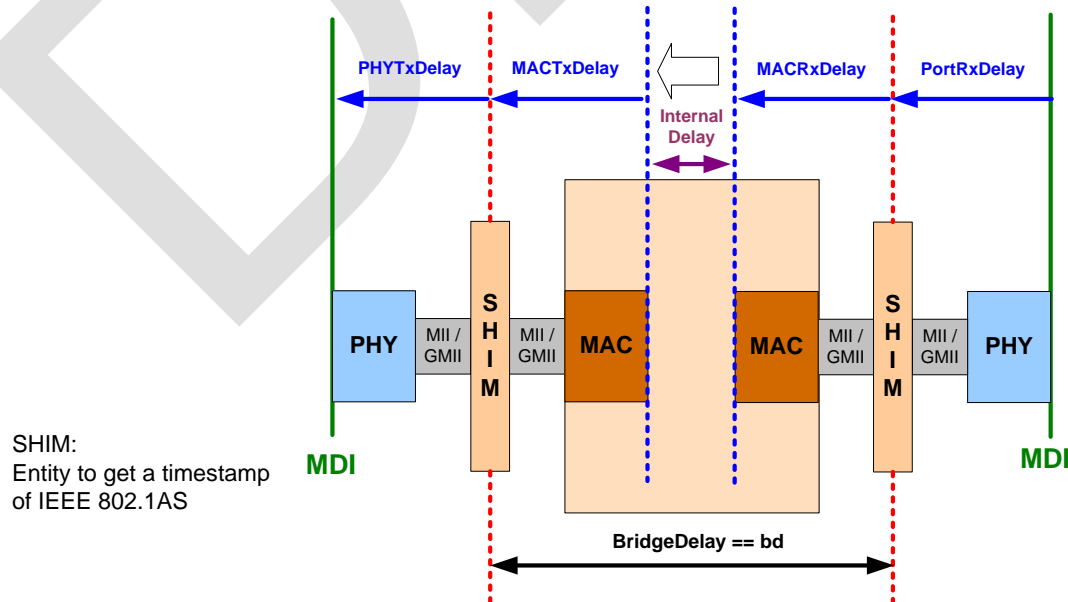 PHYTxDelay
MACTxDelay
MACRxDelay
PortRxDelay
Internal
Delay
PHY
MII /
GMII
S
H
I
M
MII /
GMII
MAC
MAC
MII /
GMII
S
H
I
M
MII /
GMII
PHY
SHIM:
Entity to get a timestamp
of IEEE 802.1AS
MDI
MDI
BridgeDelay == bd